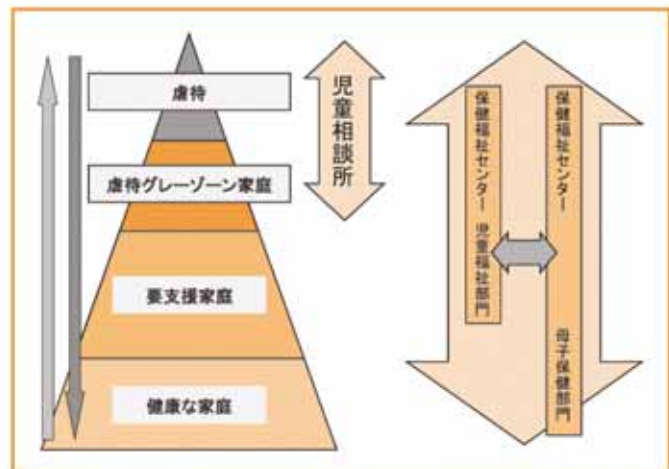 虐待
虐待グレーゾーン家庭
要支援家庭
健康な家庭
児童相談所
保健福祉センター 児童福祉部門
保健福祉センター 母子保健部門